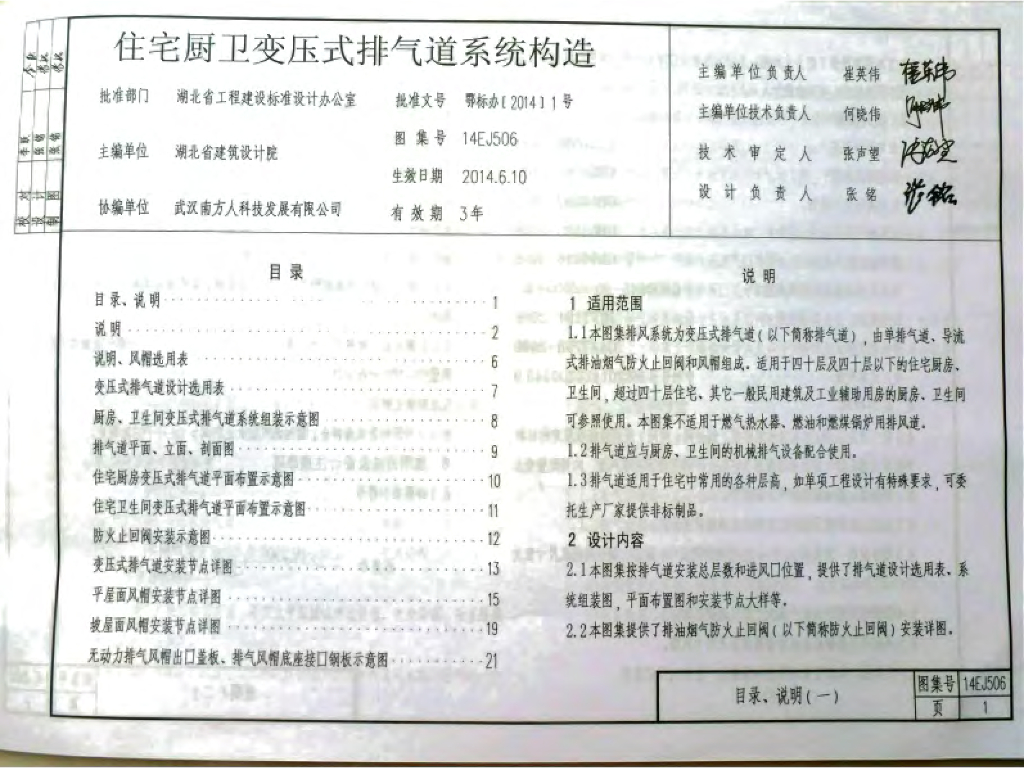 住宅厨卫变压式排气道系统构造
批准部门 湖北省工程建设标准设计办公室 批准文号 鄂标办[2014]1号
图集号 14EJ506
主编单位 湖北省建筑设计院
生效日期 2014.6.10
协编单位 武汉南方人科技发展有限公司 有效期 3年
主编单位负责人 崔英伟
主编单位技术负责人 何晓伟
技术审定人 张声望
设计负责人 张铭
校对
设计 张铭
制图 张铭
目录
目录、说明 1
说明 2
说明、风帽选用表 6
变压式排气道设计选用表 7
厨房、卫生间变压式排气道系统组装示意图 8
排气道平面、立面、剖面图 9
住宅厨房变压式排气道平面布置示意图 10
住宅卫生间变压式排气道平面布置示意图 11
防火止回阀安装示意图 12
变压式排气道安装节点详图 13
平屋面风帽安装节点详图 15
坡屋面风帽安装节点详图 19
无动力排气风帽出口盖板、排气风帽底座接口钢板示意图 21
说明
1 适用范围
1.1本图集排风系统为变压式排气道(以下简称排气道),由单排气道、导流
式排油烟气防火止回阀和风帽组成。适用于四十层及四十层以下的住宅厨房、
卫生间,超过四十层住宅、其它一般民用建筑及工业辅助用房的厨房、卫生间
可参照使用。本图集不适用于燃气热水器、燃油和燃煤锅炉用排风道。
1.2排气道应与厨房、卫生间的机械排气设备配合使用。
1.3排气道适用于住宅中常用的各种层高,如单项工程设计有特殊要求,可委
托生产厂家提供非标制品。
2 设计内容
2.1本图集按排气道安装总层数和进风口位置,提供了排气道设计选用表、系
统组装图,平面布置图和安装节点大样等。
2.2本图集提供了排油烟气防火止回阀(以下简称防火止回阀)安装详图。
目录、说明(一)
图集号 14EJ506
页 1